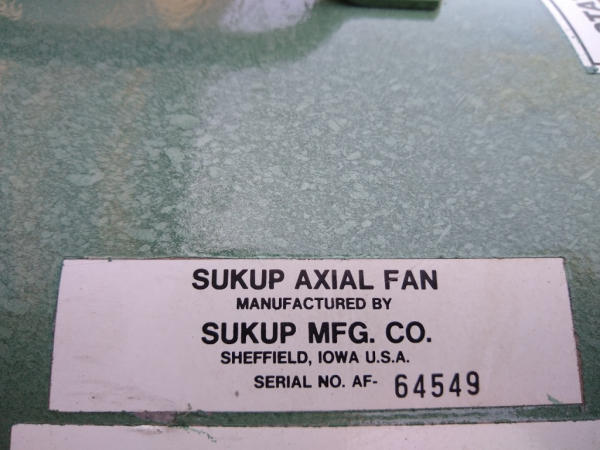 SUKUP AXIAL FAN
MANUFACTURED BY
SUKUP MFG. CO.
SHEFFIELD, IOWA U.S.A.
SERIAL NO. AF- 64549